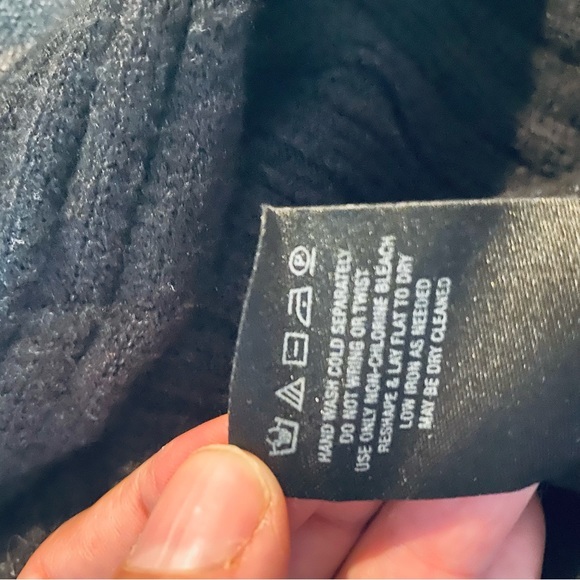 HAND WASH COLD SEPARATELY
DO NOT WRING OR TWIST
USE ONLY NON-CHLORINE BLEACH
RESHAPE & LAY FLAT TO DRY
LOW IRON AS NEEDED
MAY BE DRY CLEANED
P